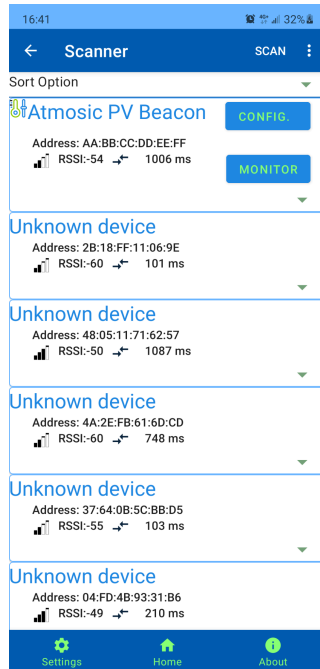 16:41
4G+ 32%
Scanner
SCAN
Sort Option
Atmosic PV Beacon
CONFIG.
Address: AA:BB:CC:DD:EE:FF
RSSI:-54 1006 ms
MONITOR
Unknown device
Address: 2B:18:FF:11:06:9E
RSSI:-60 101 ms
Unknown device
Address: 48:05:11:71:62:57
RSSI:-50 1087 ms
Unknown device
Address: 4A:2E:FB:61:6D:CD
RSSI:-60 748 ms
Unknown device
Address: 37:64:0B:5C:BB:D5
RSSI:-55 103 ms
Unknown device
Address: 04:FD:4B:93:31:B6
RSSI:-49 210 ms
Settings
Home
About